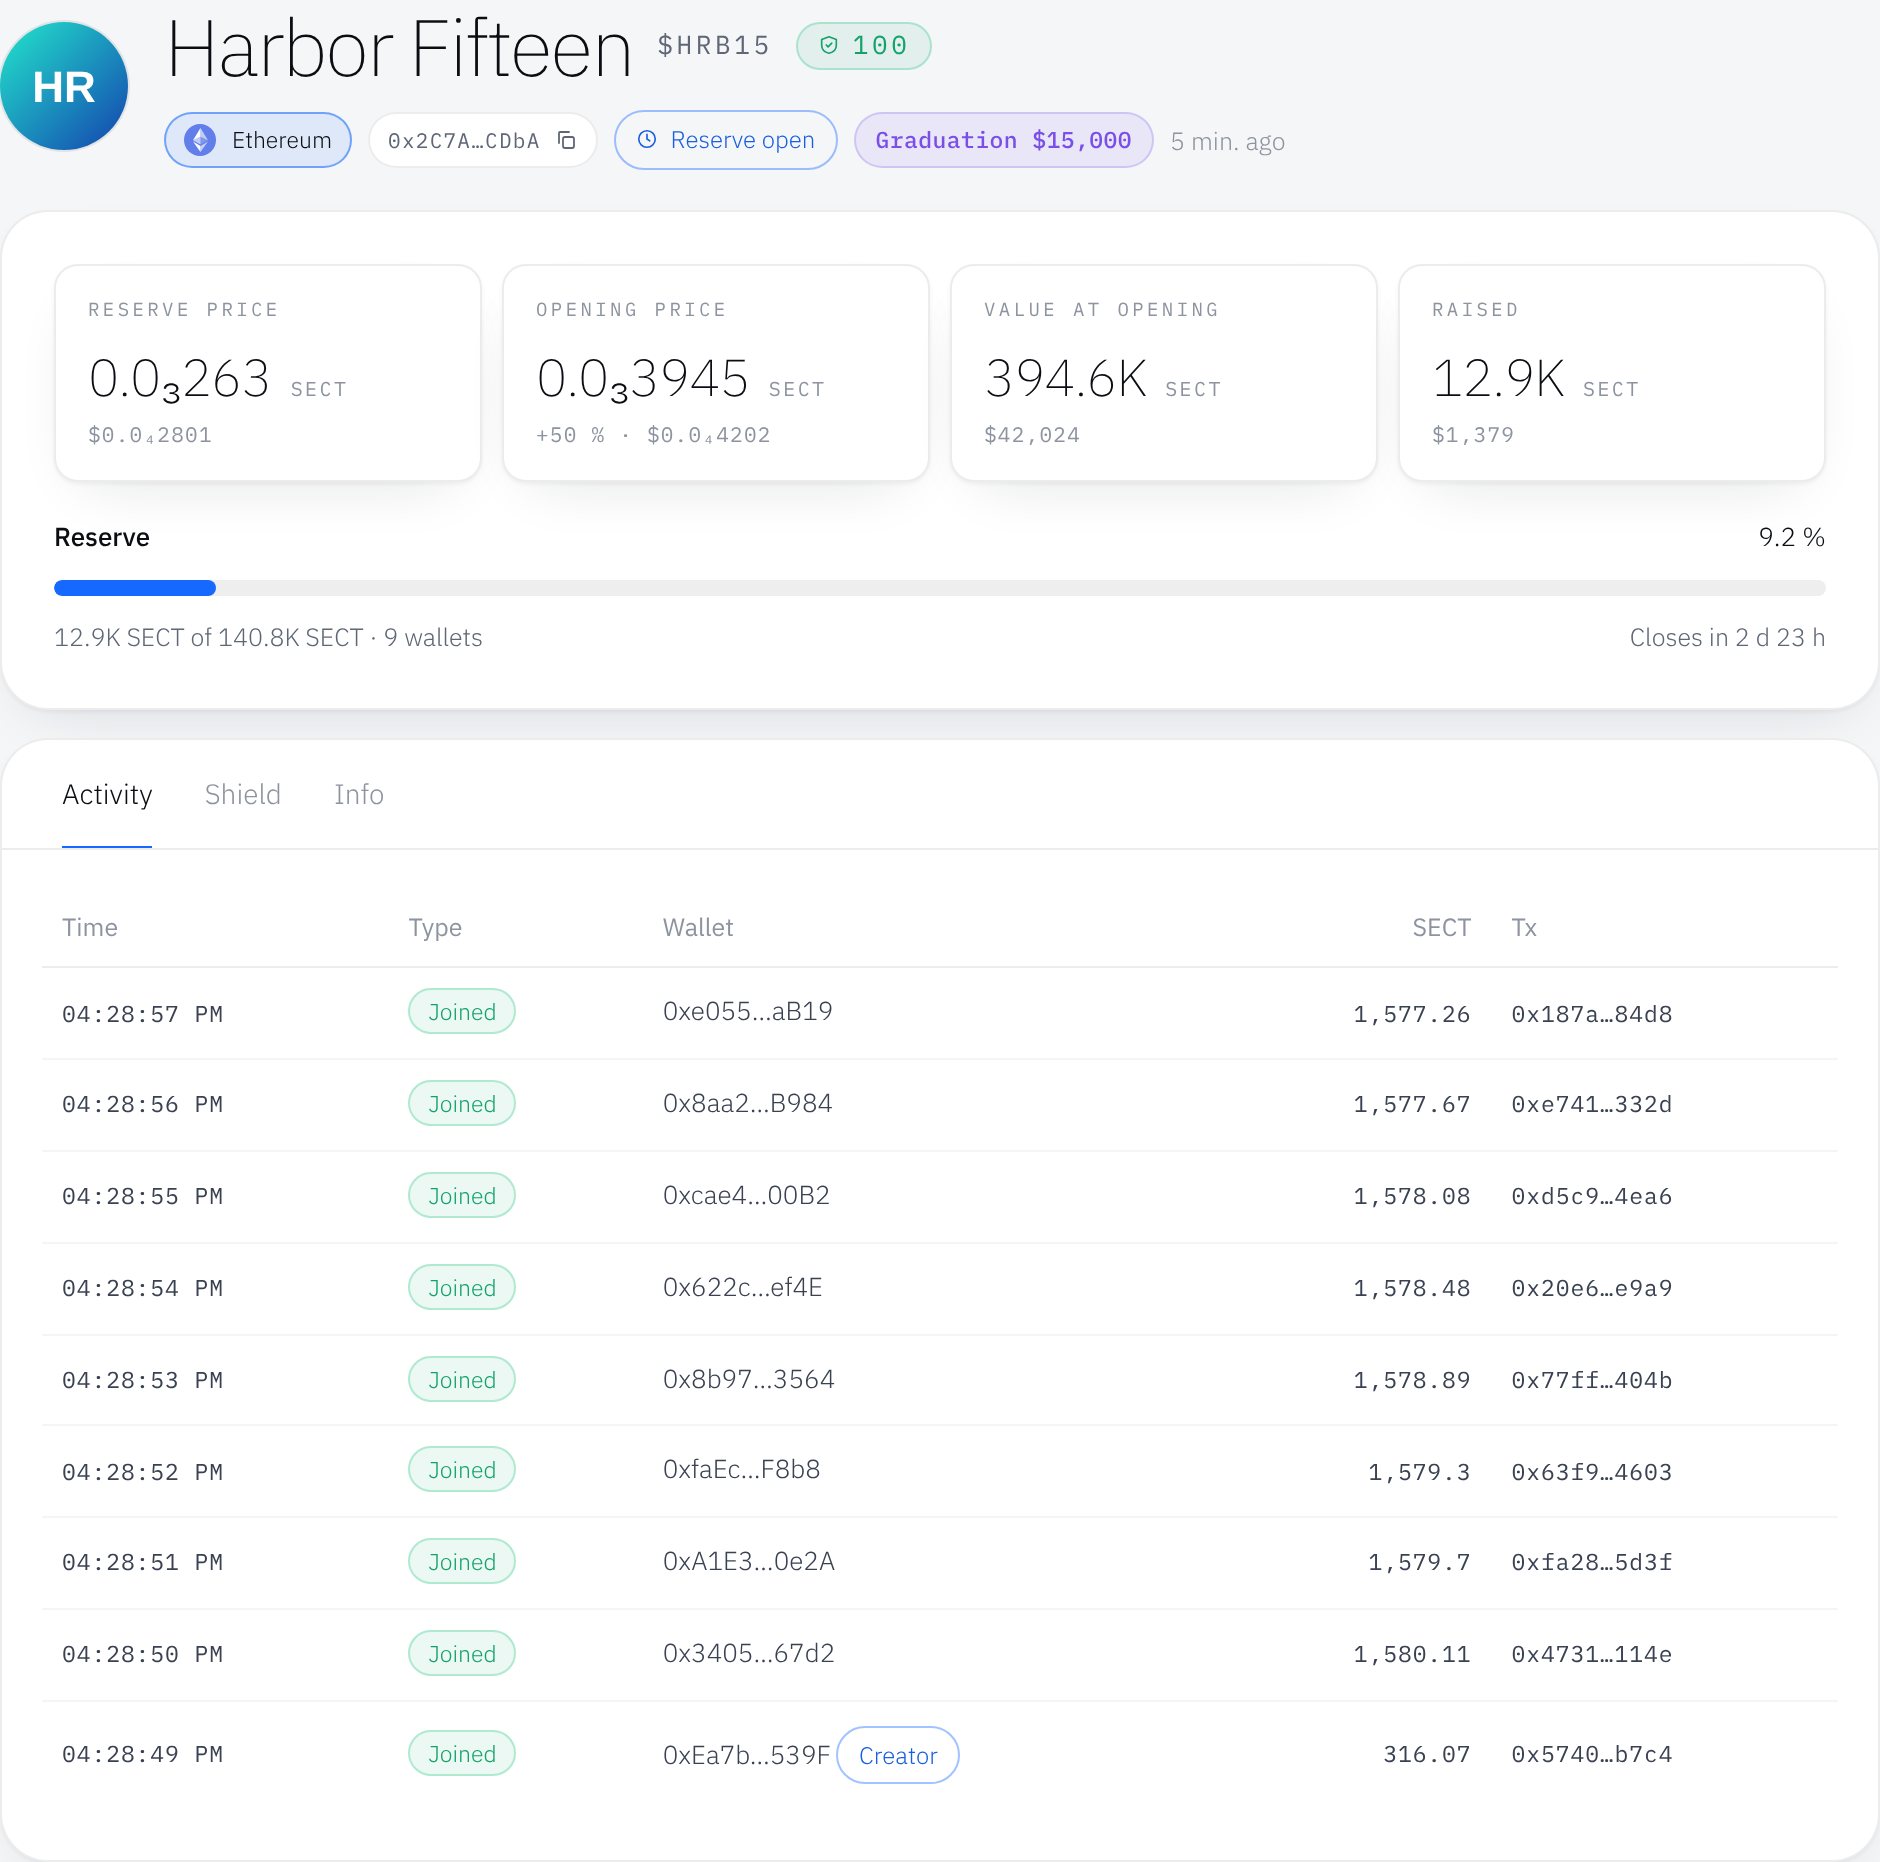 HR
Harbor Fifteen $HRB15 100
Ethereum 0x2C7A…CDbA Reserve open Graduation $15,000 5 min. ago
RESERVE PRICE
0.0₃263 SECT
$0.0₄2801
OPENING PRICE
0.0₃3945 SECT
+50 % · $0.0₄4202
VALUE AT OPENING
394.6K SECT
$42,024
RAISED
12.9K SECT
$1,379
Reserve 9.2 %
12.9K SECT of 140.8K SECT · 9 wallets Closes in 2 d 23 h
Activity Shield Info
Time Type Wallet SECT Tx
04:28:57 PM Joined 0xe055…aB19 1,577.26 0x187a…84d8
04:28:56 PM Joined 0x8aa2…B984 1,577.67 0xe741…332d
04:28:55 PM Joined 0xcae4…00B2 1,578.08 0xd5c9…4ea6
04:28:54 PM Joined 0x622c…ef4E 1,578.48 0x20e6…e9a9
04:28:53 PM Joined 0x8b97…3564 1,578.89 0x77ff…404b
04:28:52 PM Joined 0xfaEc…F8b8 1,579.3 0x63f9…4603
04:28:51 PM Joined 0xA1E3…0e2A 1,579.7 0xfa28…5d3f
04:28:50 PM Joined 0x3405…67d2 1,580.11 0x4731…114e
04:28:49 PM Joined 0xEa7b…539F Creator 316.07 0x5740…b7c4